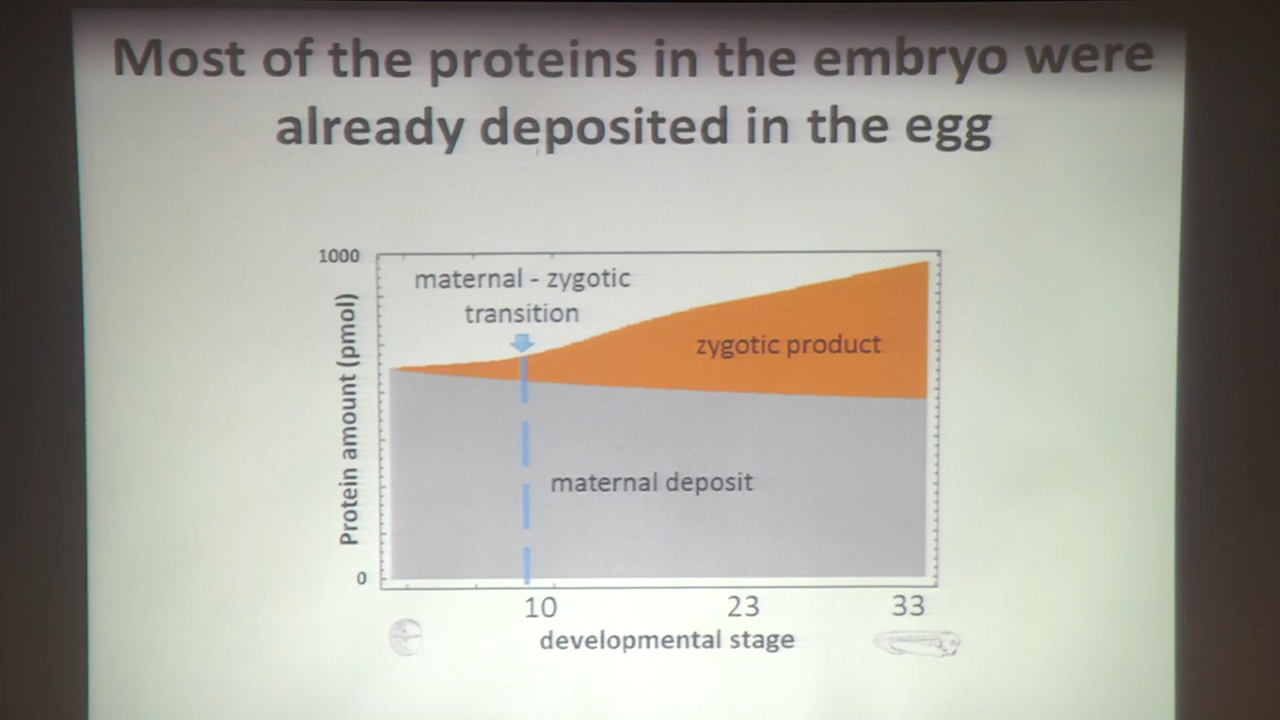 Most of the proteins in the embryo were
already deposited in the egg
1000
maternal - zygotic
transition
zygotic product
Protein amount (pmol)
maternal deposit
0
10 23 33
developmental stage